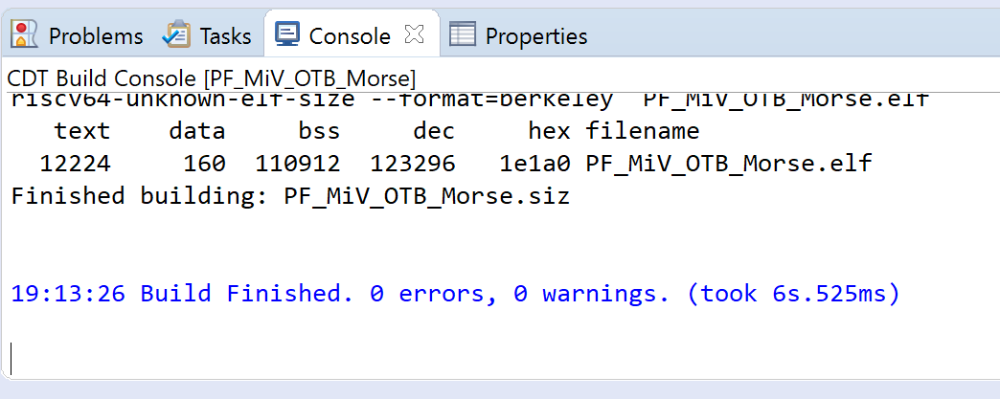 Problems Tasks Console Properties
CDT Build Console [PF_MiV_OTB_Morse]
riscv64-unknown-elf-size --format=berkeley PF_MiV_OTB_Morse.elf
text data bss dec hex filename
12224 160 110912 123296 1e1a0 PF_MiV_OTB_Morse.elf
Finished building: PF_MiV_OTB_Morse.siz
19:13:26 Build Finished. 0 errors, 0 warnings. (took 6s.525ms)